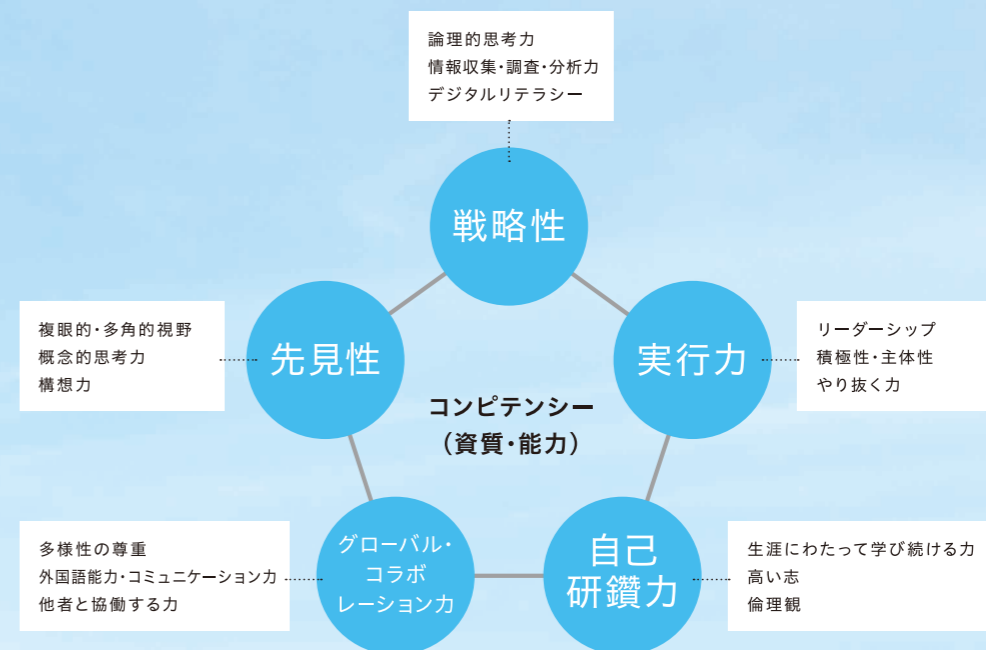 論理的思考力
情報収集・調査・分析力
デジタルリテラシー
戦略性
複眼的・多角的視野
概念的思考力
構想力
先見性
実行力
リーダーシップ
積極性・主体性
やり抜く力
コンピテンシー
（資質・能力）
多様性の尊重
外国語能力・コミュニケーション力
他者と協働する力
グローバル・
コラボ
レーション力
自己
研鑽力
生涯にわたって学び続ける力
高い志
倫理観